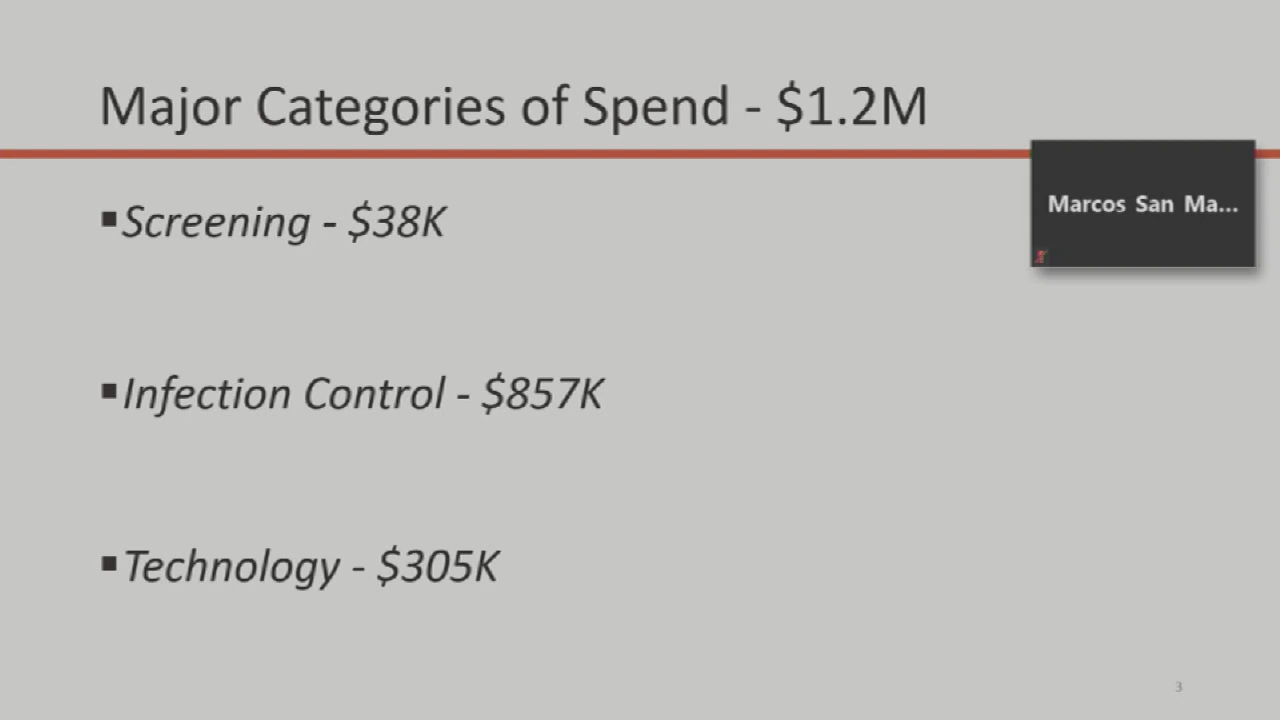 Major Categories of Spend - $1.2M
Marcos San Ma...
▪Screening - $38K
▪Infection Control - $857K
▪Technology - $305K
3